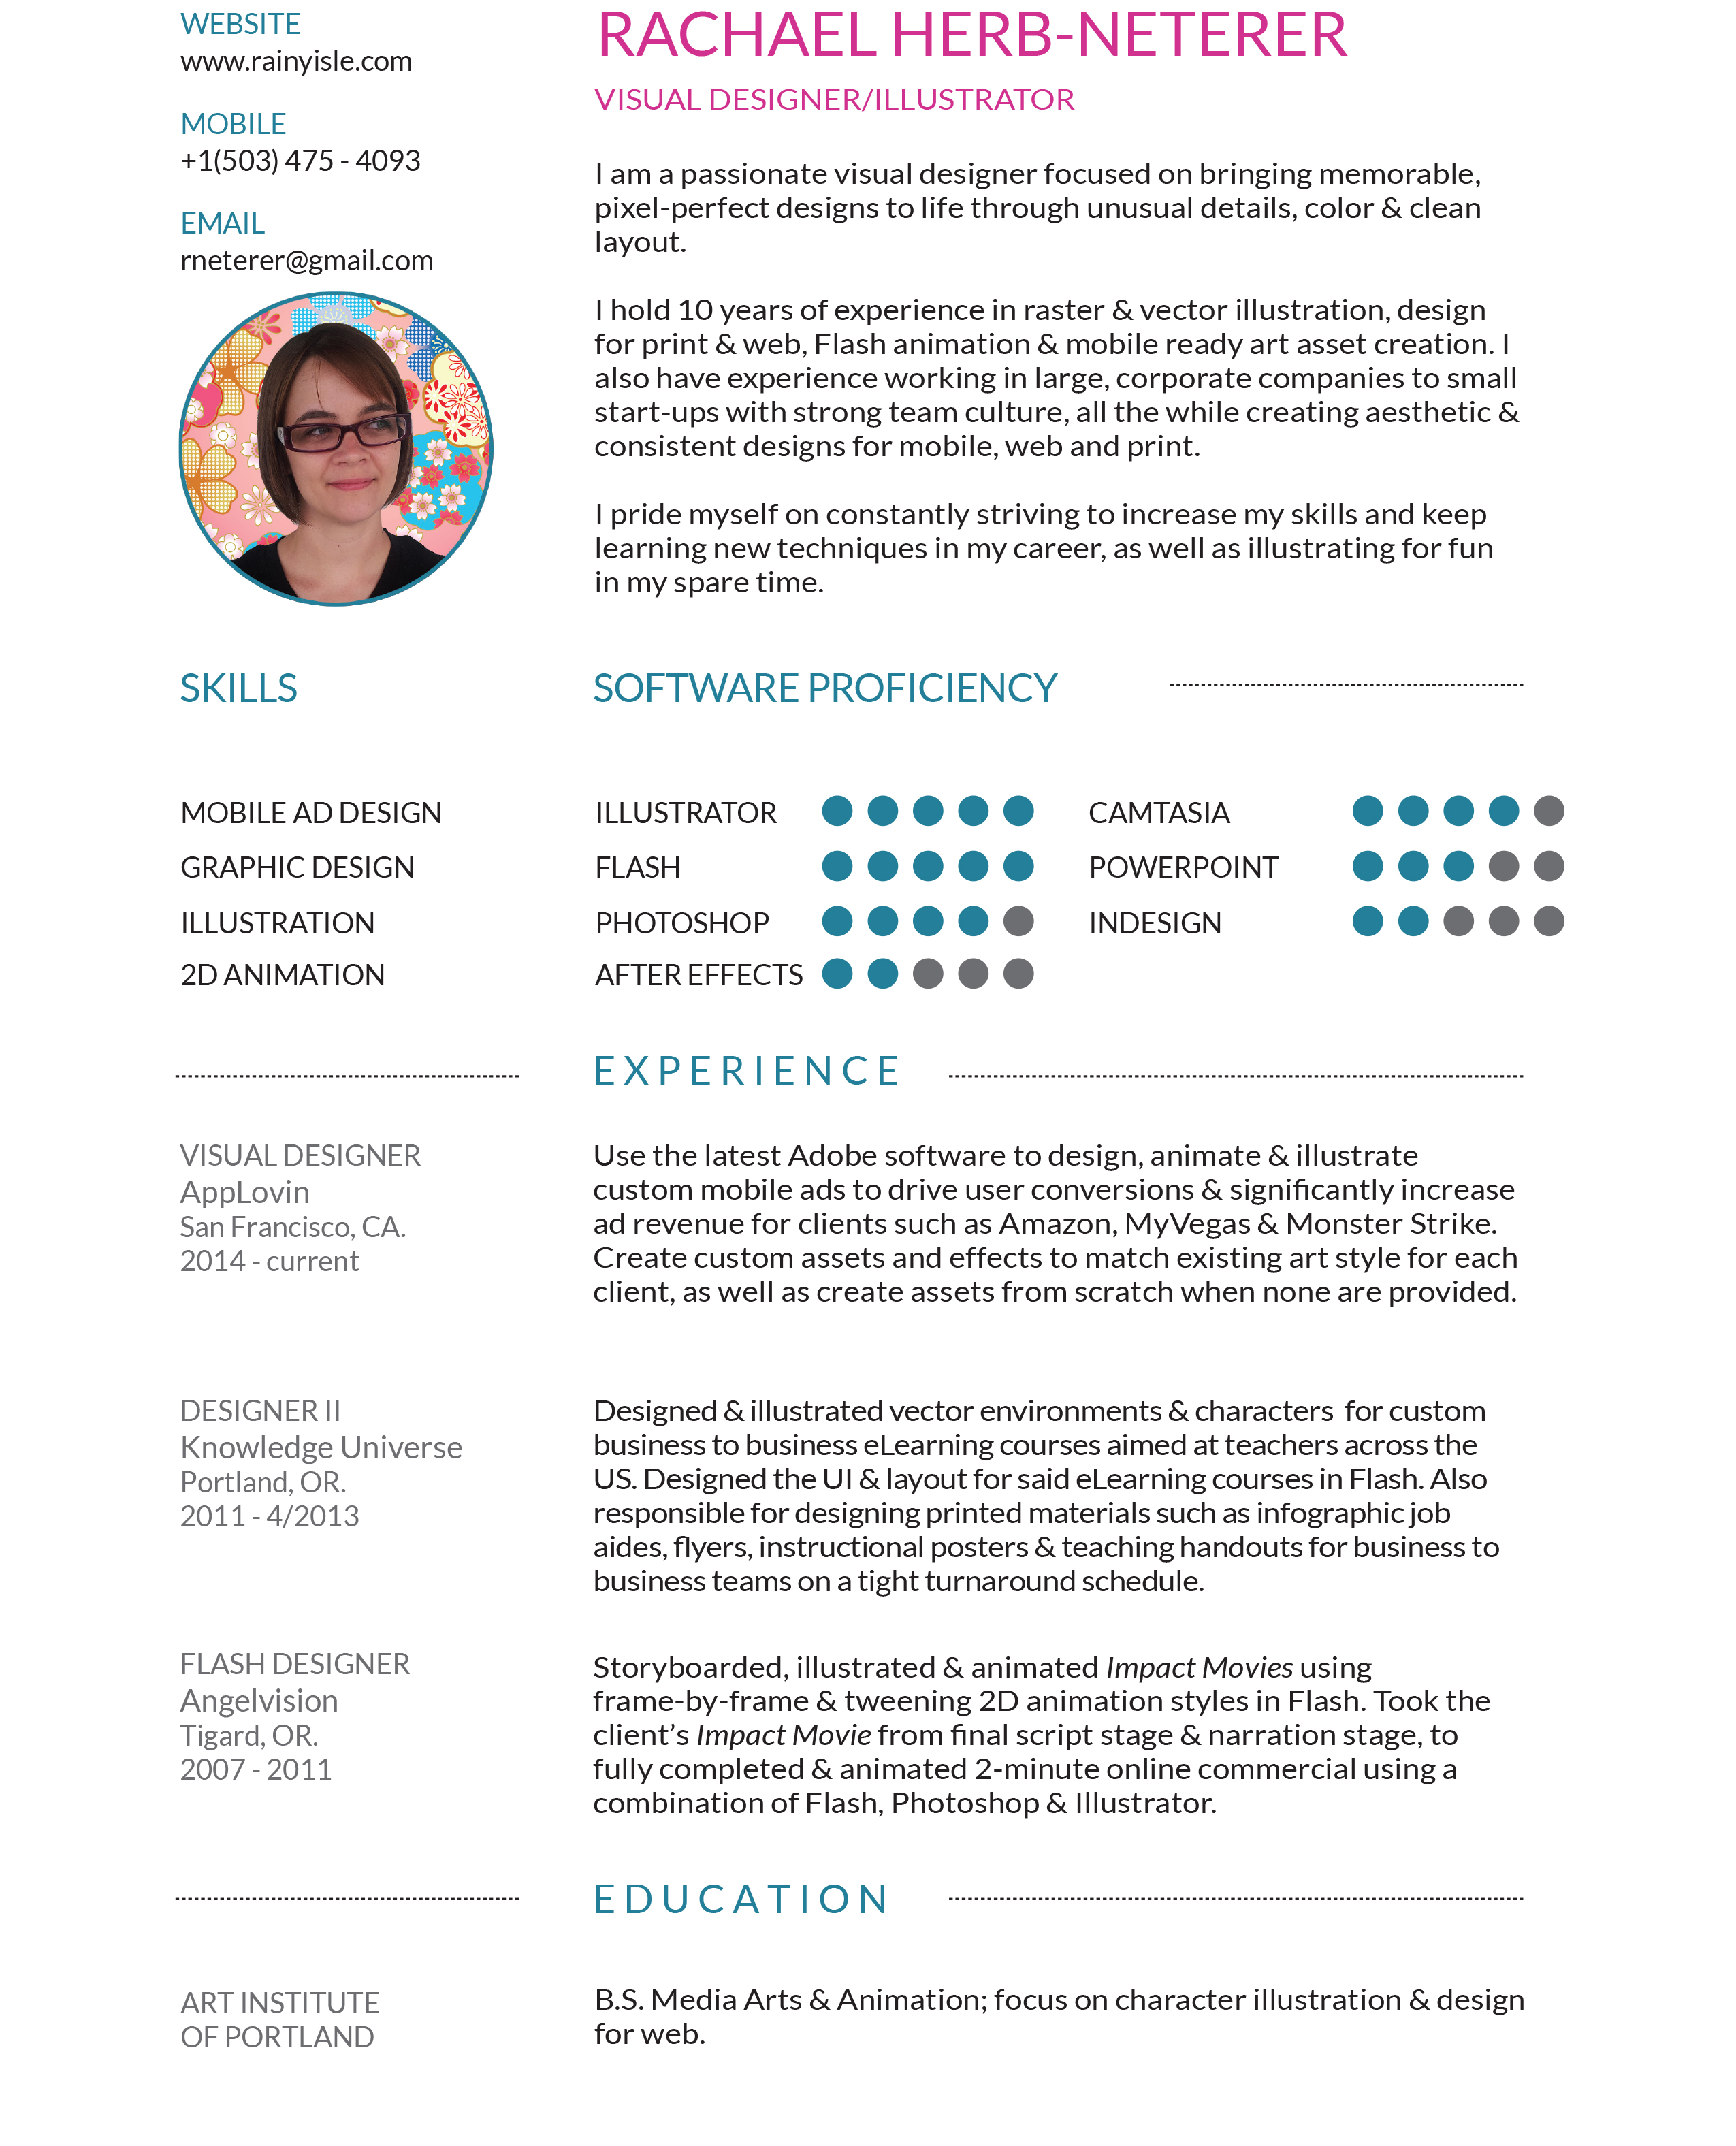 WEBSITE
www.rainyisle.com
MOBILE
+1(503) 475 - 4093
EMAIL
rneterer@gmail.com
RACHAEL HERB-NETERER
VISUAL DESIGNER/ILLUSTRATOR
I am a passionate visual designer focused on bringing memorable,
pixel-perfect designs to life through unusual details, color & clean
layout.
I hold 10 years of experience in raster & vector illustration, design
for print & web, Flash animation & mobile ready art asset creation. I
also have experience working in large, corporate companies to small
start-ups with strong team culture, all the while creating aesthetic &
consistent designs for mobile, web and print.
I pride myself on constantly striving to increase my skills and keep
learning new techniques in my career, as well as illustrating for fun
in my spare time.
SKILLS
MOBILE AD DESIGN
GRAPHIC DESIGN
ILLUSTRATION
2D ANIMATION
SOFTWARE PROFICIENCY
ILLUSTRATOR
FLASH
PHOTOSHOP
AFTER EFFECTS
CAMTASIA
POWERPOINT
INDESIGN
EXPERIENCE
VISUAL DESIGNER
AppLovin
San Francisco, CA.
2014 - current
Use the latest Adobe software to design, animate & illustrate
custom mobile ads to drive user conversions & significantly increase
ad revenue for clients such as Amazon, MyVegas & Monster Strike.
Create custom assets and effects to match existing art style for each
client, as well as create assets from scratch when none are provided.
DESIGNER II
Knowledge Universe
Portland, OR.
2011 - 4/2013
Designed & illustrated vector environments & characters  for custom
business to business eLearning courses aimed at teachers across the
US. Designed the UI & layout for said eLearning courses in Flash. Also
responsible for designing printed materials such as infographic job
aides, flyers, instructional posters & teaching handouts for business to
business teams on a tight turnaround schedule.
FLASH DESIGNER
Angelvision
Tigard, OR.
2007 - 2011
Storyboarded, illustrated & animated Impact Movies using
frame-by-frame & tweening 2D animation styles in Flash. Took the
client’s Impact Movie from final script stage & narration stage, to
fully completed & animated 2-minute online commercial using a
combination of Flash, Photoshop & Illustrator.
EDUCATION
ART INSTITUTE
OF PORTLAND
B.S. Media Arts & Animation; focus on character illustration & design
for web.